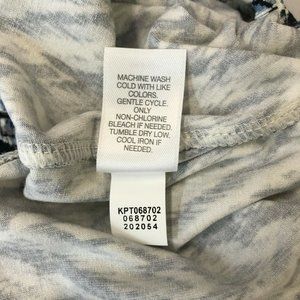 MACHINE WASH
COLD WITH LIKE
COLORS.
GENTLE CYCLE.
ONLY
NON-CHLORINE
BLEACH IF NEEDED.
TUMBLE DRY LOW.
COOL IRON IF
NEEDED.
KPT068702
068702
202054